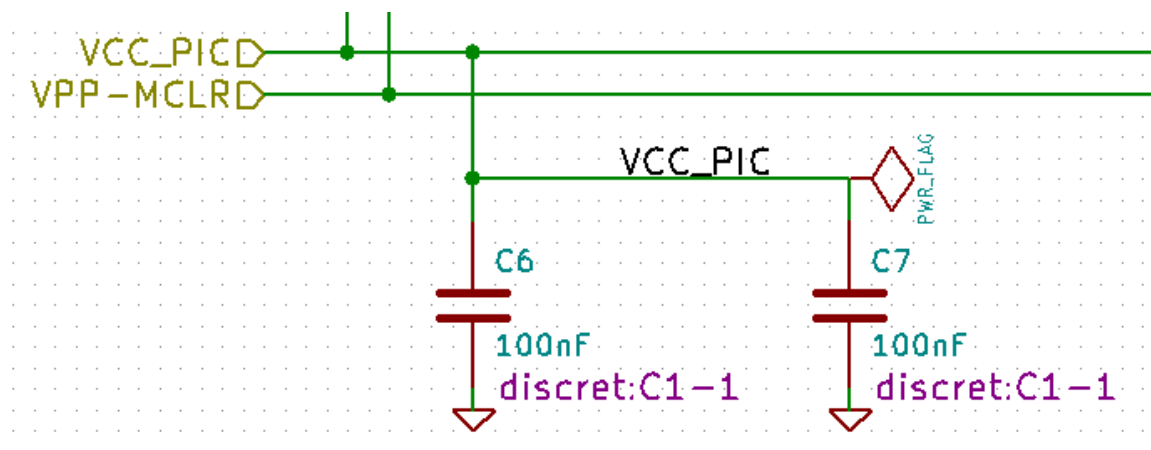 VCC_PIC
VPP-MCLR
VCC_PIC
PWR_FLAG
C6
C7
100nF
100nF
discret:C1-1
discret:C1-1